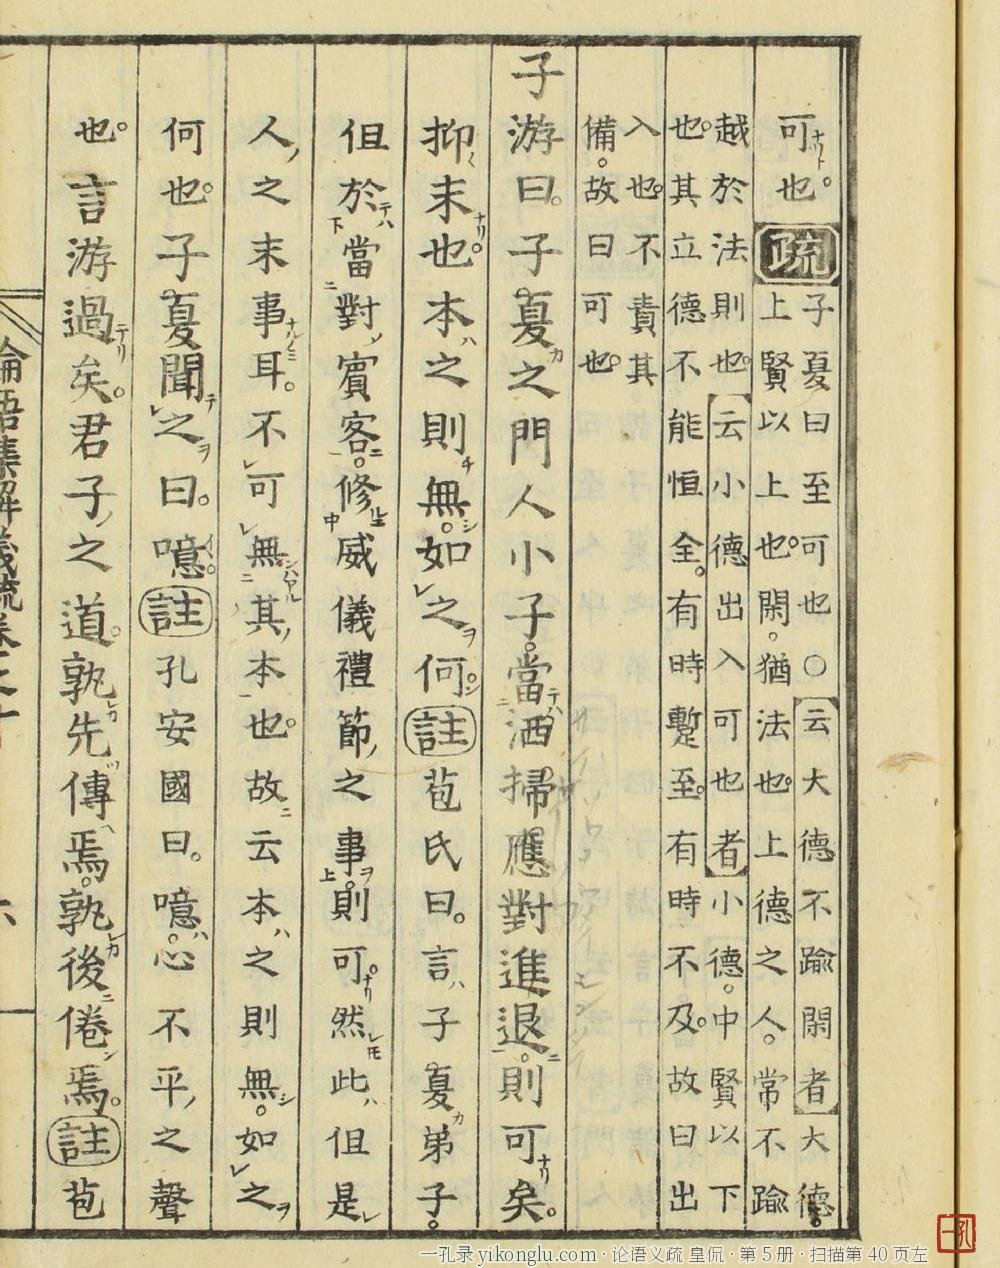 可也疏子夏曰至可也○云大德不踰閑者大德
上賢以上也閑猶法也上德之人常不踰
越於法則也云小德出入可也者小德中賢以下
也其立德不能恒全有時蹔至有時不及故曰出
入也不責其
備故曰可也
子游曰子夏之門人小子當洒掃應對進退則可矣
抑末也本之則無如之何註苞氏曰言子夏弟子
但於當對賓客修威儀禮節之事則可然此但是
人之末事耳不可無其本也故云本之則無如之
何也子夏聞之曰噫註孔安國曰噫心不平之聲
也言游過矣君子之道孰先傳焉孰後倦焉註苞
論語集解義疏卷
一孔录 yikonglu.com · 论语义疏 皇侃 · 第 5 册 · 扫描第 40 页左
一孔